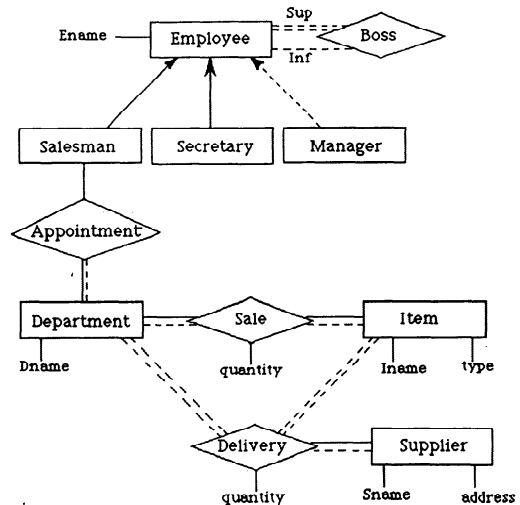 Sup
Ename Employee Boss
Inf
Salesman Secretary Manager
Appointment
Department Sale Item
Dname quantity Iname type
Delivery Supplier
quantity Sname address